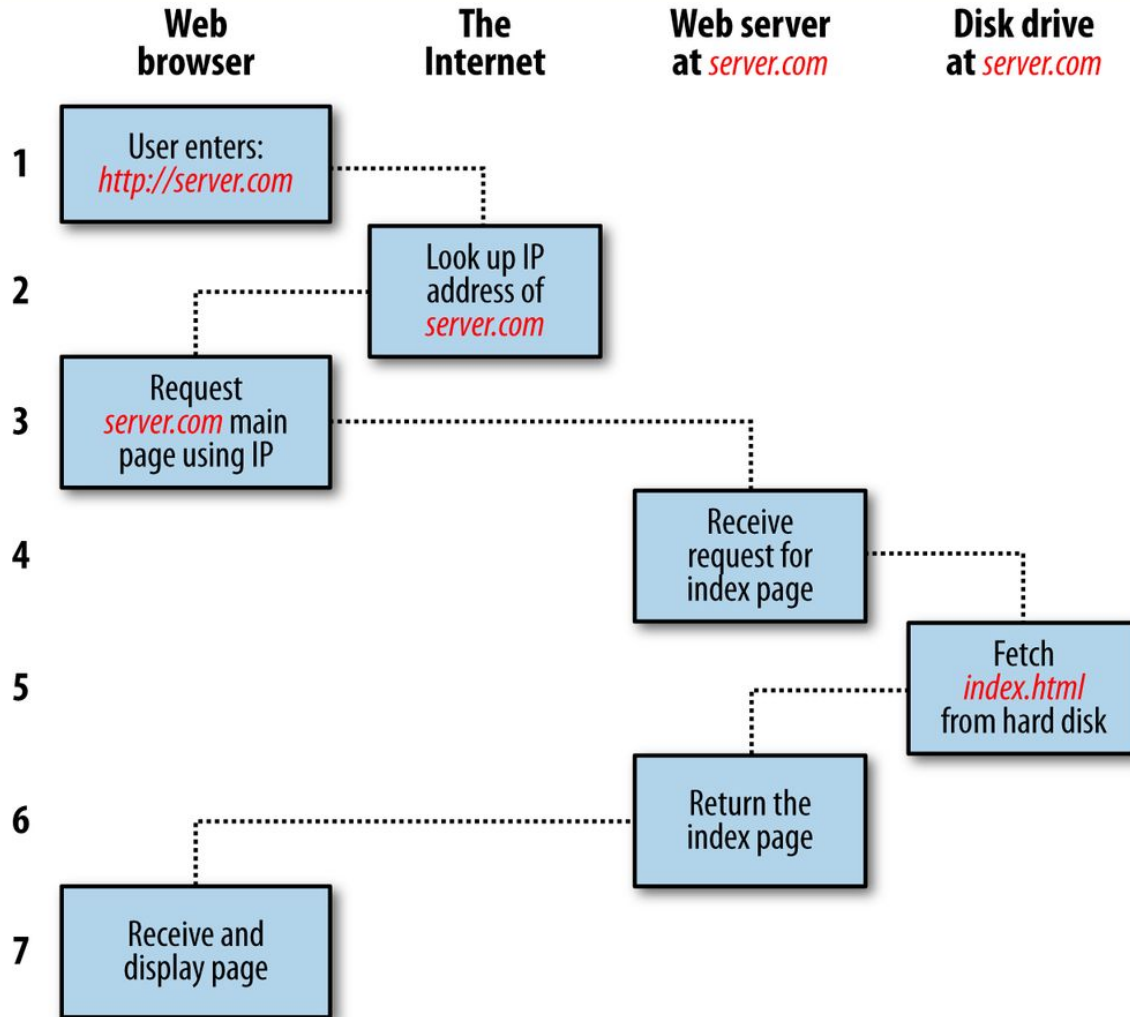 Web
browser
The
Internet
Web server
at server.com
Disk drive
at server.com
1
User enters:
http://server.com
2
Look up IP
address of
server.com
3
Request
server.com main
page using IP
4
Receive
request for
index page
5
Fetch
index.html
from hard disk
6
Return the
index page
7
Receive and
display page